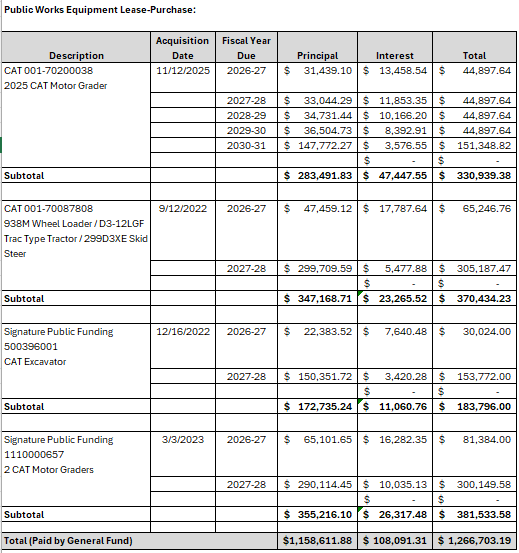 Public Works Equipment Lease-Purchase:
Acquisition Fiscal Year
Description Date Due Principal Interest Total
CAT 001-70200038 11/12/2025 2026-27 $ 31,439.10 $ 13,458.54 $ 44,897.64
2025 CAT Motor Grader
2027-28 $ 33,044.29 $ 11,853.35 $ 44,897.64
2028-29 $ 34,731.44 $ 10,166.20 $ 44,897.64
2029-30 $ 36,504.73 $ 8,392.91 $ 44,897.64
2030-31 $ 147,772.27 $ 3,576.55 $ 151,348.82
$ - $ -
Subtotal $ 283,491.83 $ 47,447.55 $ 330,939.38
CAT 001-70087808 9/12/2022 2026-27 $ 47,459.12 $ 17,787.64 $ 65,246.76
938M Wheel Loader / D3-12LGF
Trac Type Tractor / 299D3XE Skid
Steer
2027-28 $ 299,709.59 $ 5,477.88 $ 305,187.47
$ - $ -
Subtotal $ 347,168.71 $ 23,265.52 $ 370,434.23
Signature Public Funding 12/16/2022 2026-27 $ 22,383.52 $ 7,640.48 $ 30,024.00
500396001
CAT Excavator
2027-28 $ 150,351.72 $ 3,420.28 $ 153,772.00
$ - $ -
Subtotal $ 172,735.24 $ 11,060.76 $ 183,796.00
Signature Public Funding 3/3/2023 2026-27 $ 65,101.65 $ 16,282.35 $ 81,384.00
1110000657
2 CAT Motor Graders
2027-28 $ 290,114.45 $ 10,035.13 $ 300,149.58
$ - $ -
Subtotal $ 355,216.10 $ 26,317.48 $ 381,533.58
Total (Paid by General Fund) $1,158,611.88 $ 108,091.31 $ 1,266,703.19